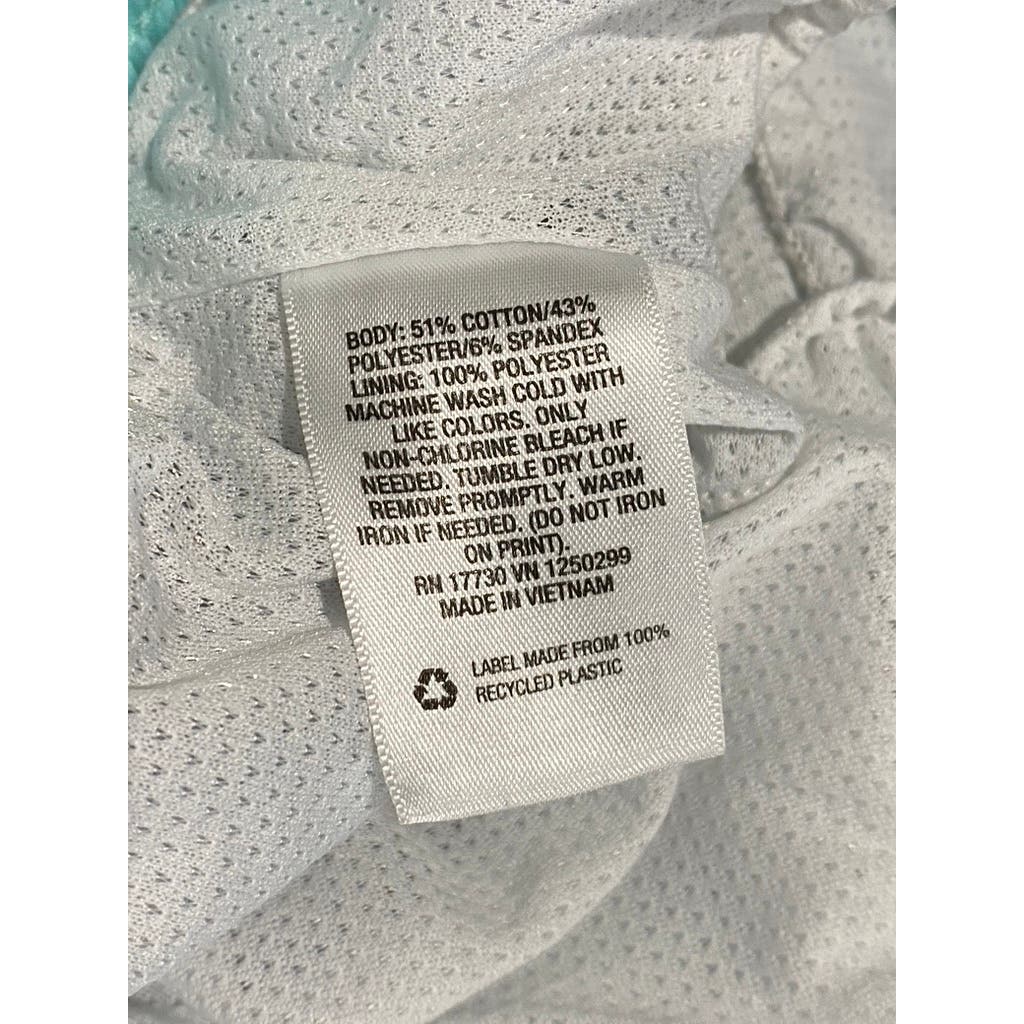 BODY: 51% COTTON/43%
POLYESTER/6% SPANDEX
LINING: 100% POLYESTER
MACHINE WASH COLD WITH
LIKE COLORS. ONLY
NON-CHLORINE BLEACH IF
NEEDED. TUMBLE DRY LOW.
REMOVE PROMPTLY. WARM
IRON IF NEEDED. (DO NOT IRON
ON PRINT).
RN 17730 VN 1250299
MADE IN VIETNAM
LABEL MADE FROM 100%
RECYCLED PLASTIC